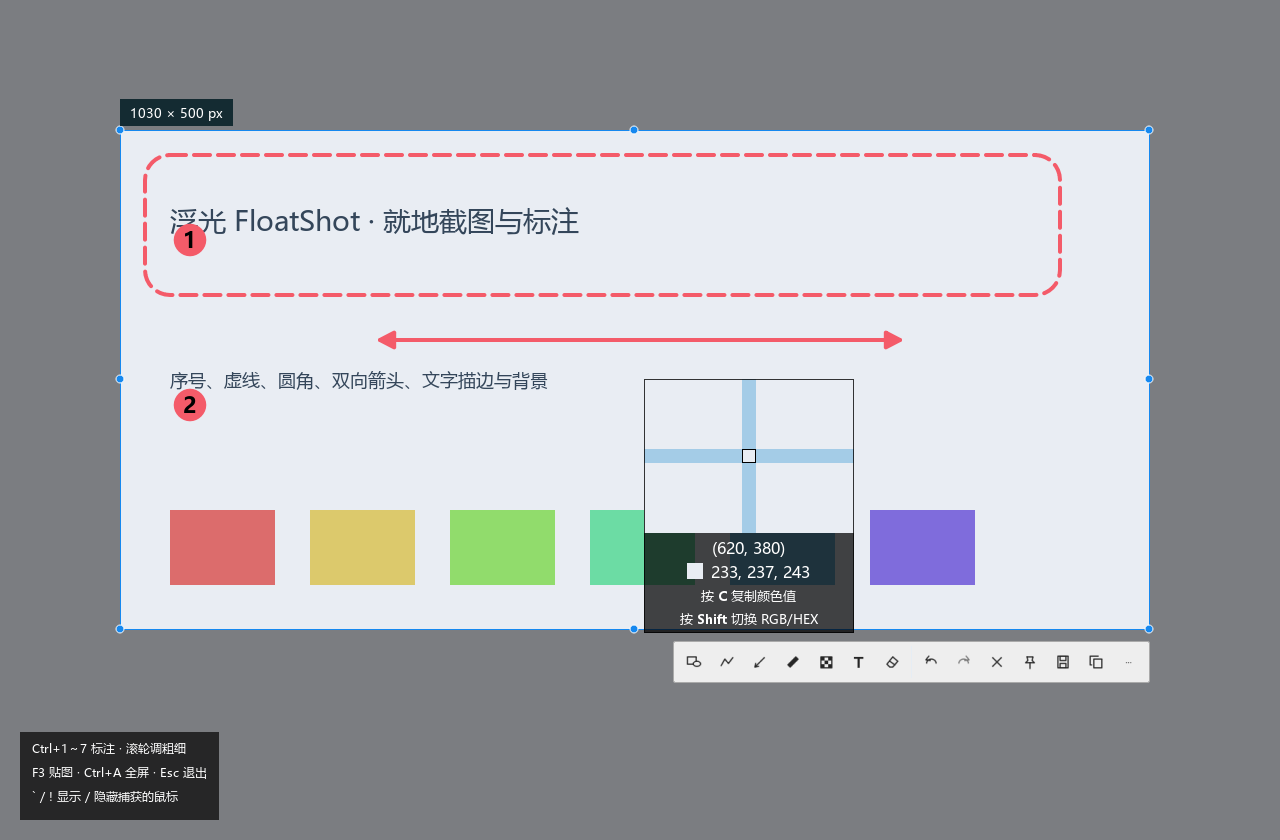 1030 × 500 px
浮光 FloatShot · 就地截图与标注
1
序号、虚线、圆角、双向箭头、文字描边与背景
2
(620, 380)
233, 237, 243
按 C 复制颜色值
按 Shift 切换 RGB/HEX
T
Ctrl+1 ~ 7 标注 · 滚轮调粗细
F3 贴图 · Ctrl+A 全屏 · Esc 退出
` / ! 显示 / 隐藏捕获的鼠标